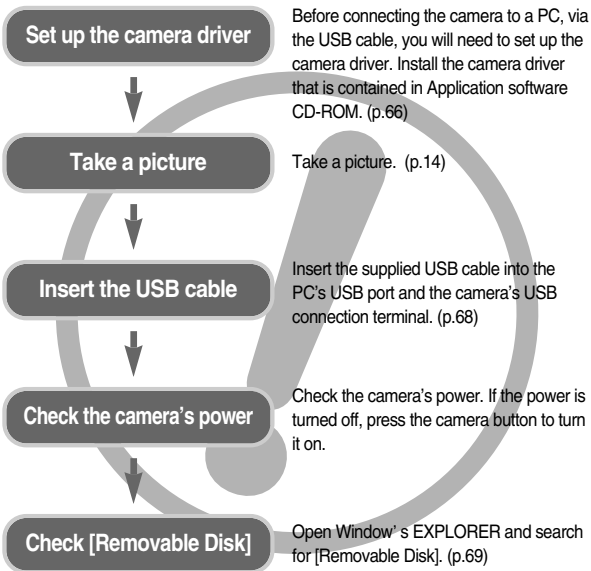 Set up the camera driver
Before connecting the camera to a PC, via
the USB cable, you will need to set up the
camera driver. Install the camera driver
that is contained in Application software
CD-ROM. (p.66)
Take a picture
Take a picture. (p.14)
Insert the USB cable
Insert the supplied USB cable into the
PC's USB port and the camera's USB
connection terminal. (p.68)
Check the camera's power
Check the camera's power. If the power is
turned off, press the camera button to turn
it on.
Check [Removable Disk]
Open Window' s EXPLORER and search
for [Removable Disk]. (p.69)